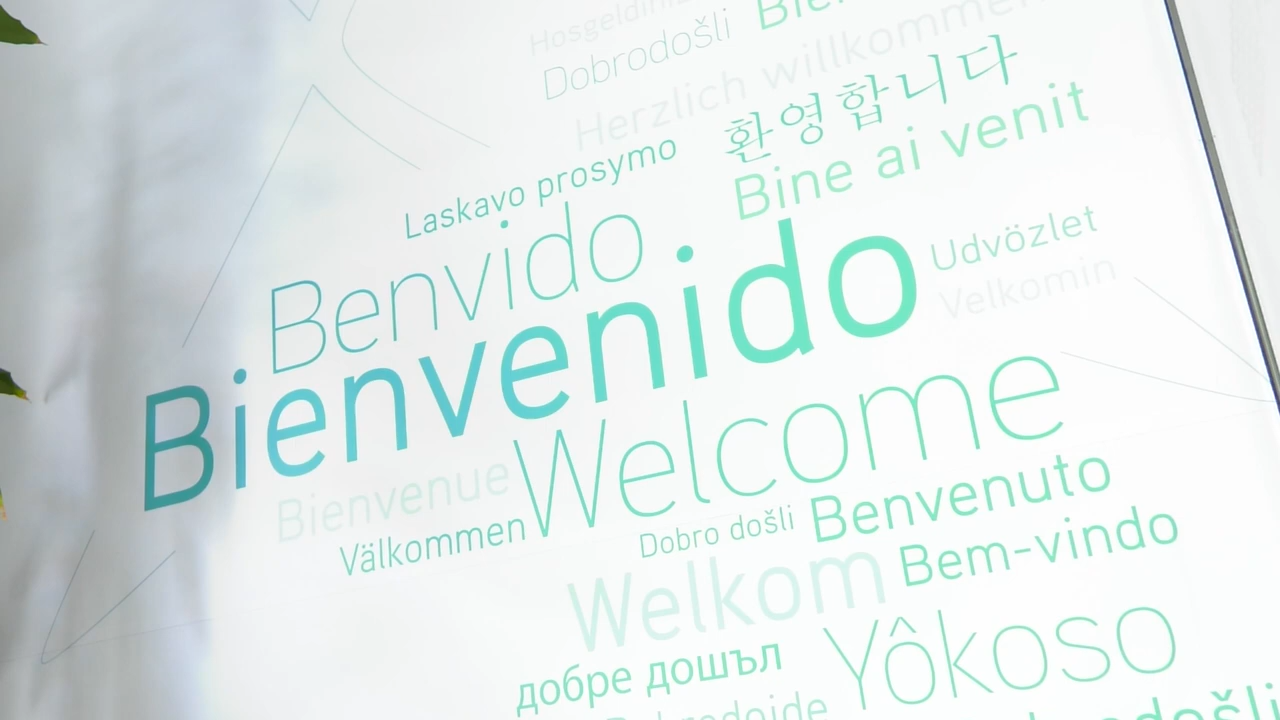 Hosgeldiniz
Dobrodošli
Herzlich willkommen
환영합니다
Laskavo prosymo
Bine ai venit
Benvido
Udvözlet
Bienvenido
Velkomin
Welcome
Bienvenue
Välkommen
Dobro došli
Benvenuto
Bem-vindo
Welkom
Yôkoso
добре дошъл